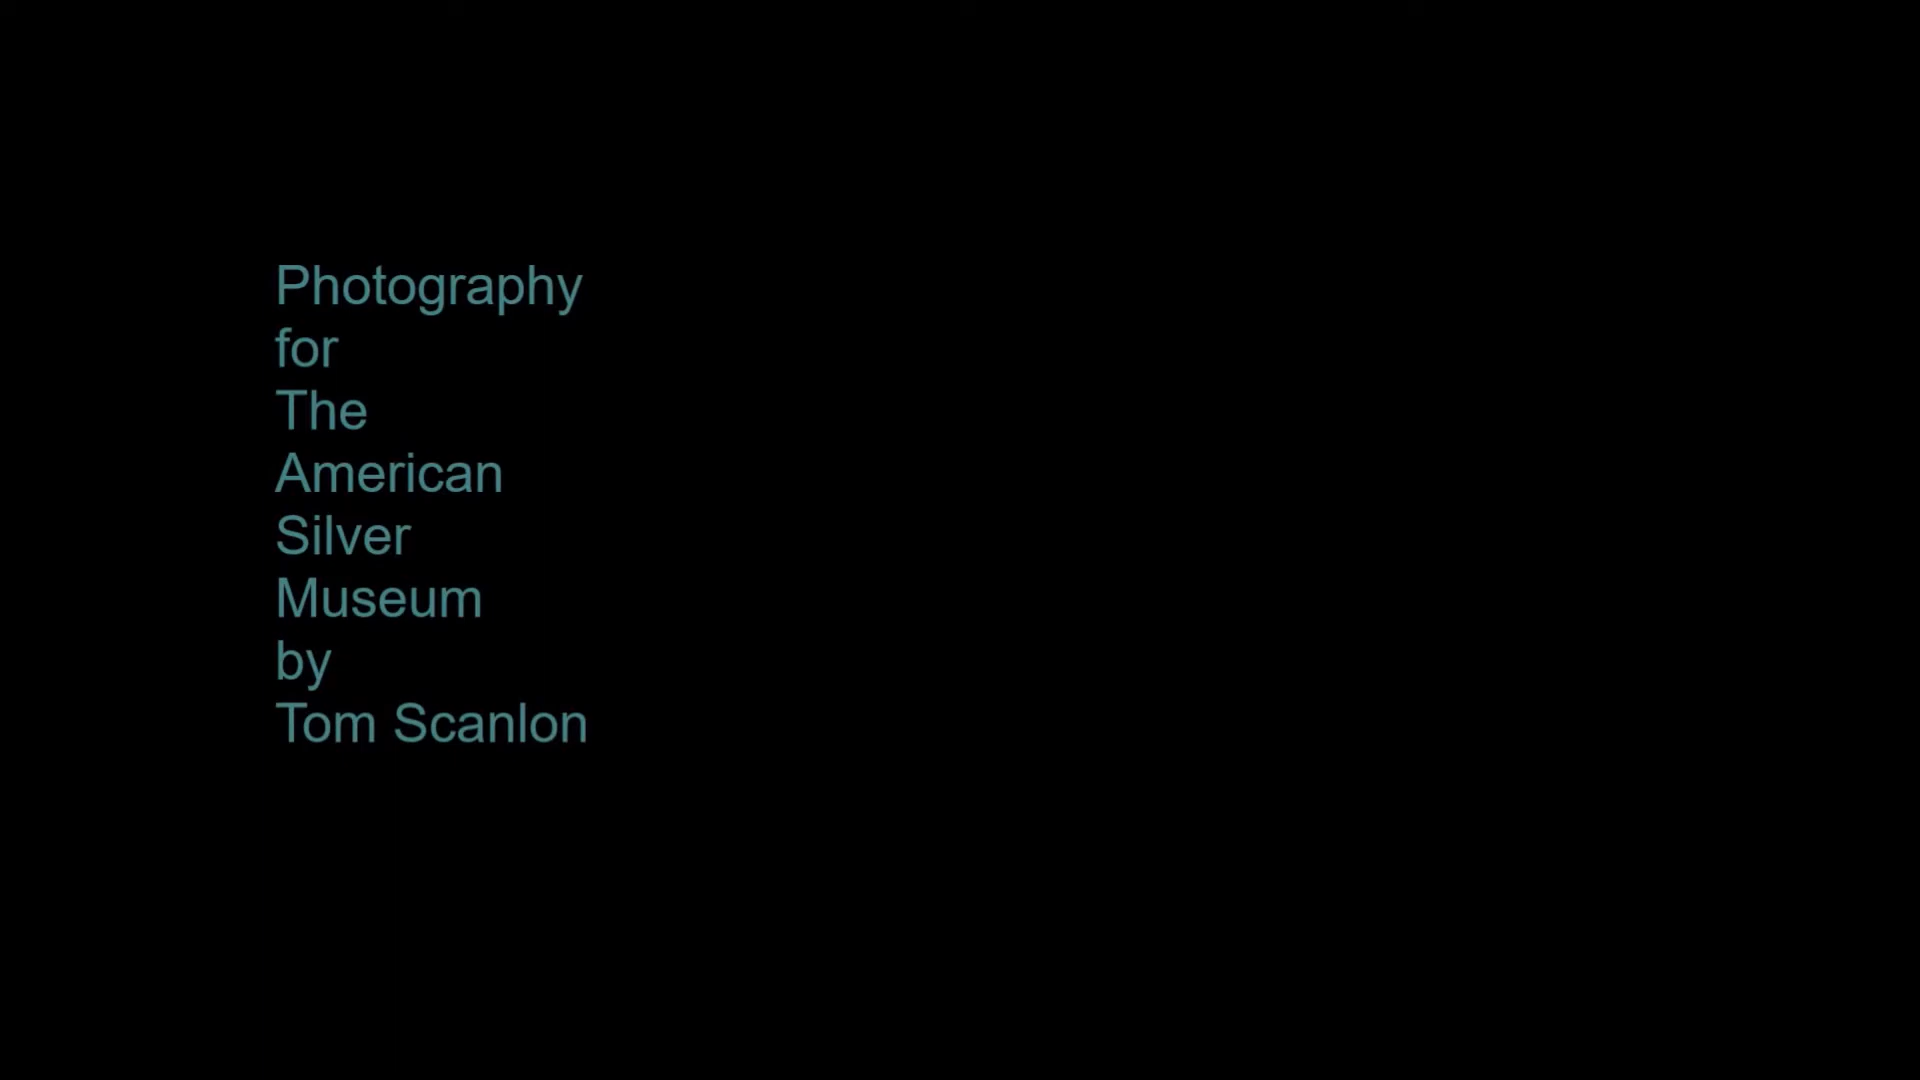 Photography
for
The
American
Silver
Museum
by
Tom Scanlon